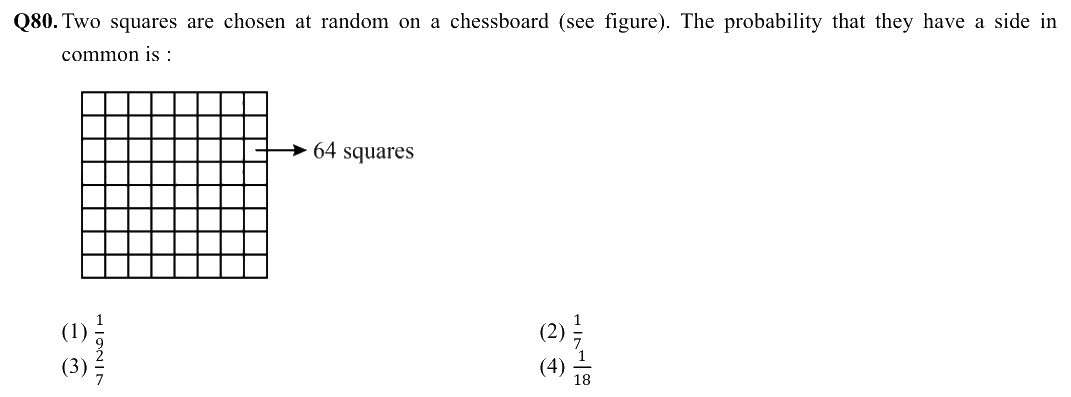 Q80. Two squares are chosen at random on a chessboard (see figure). The probability that they have a side in
common is :
64 squares
(1) 1/9 (2) 1/7
(3) 2/7 (4) 1/18